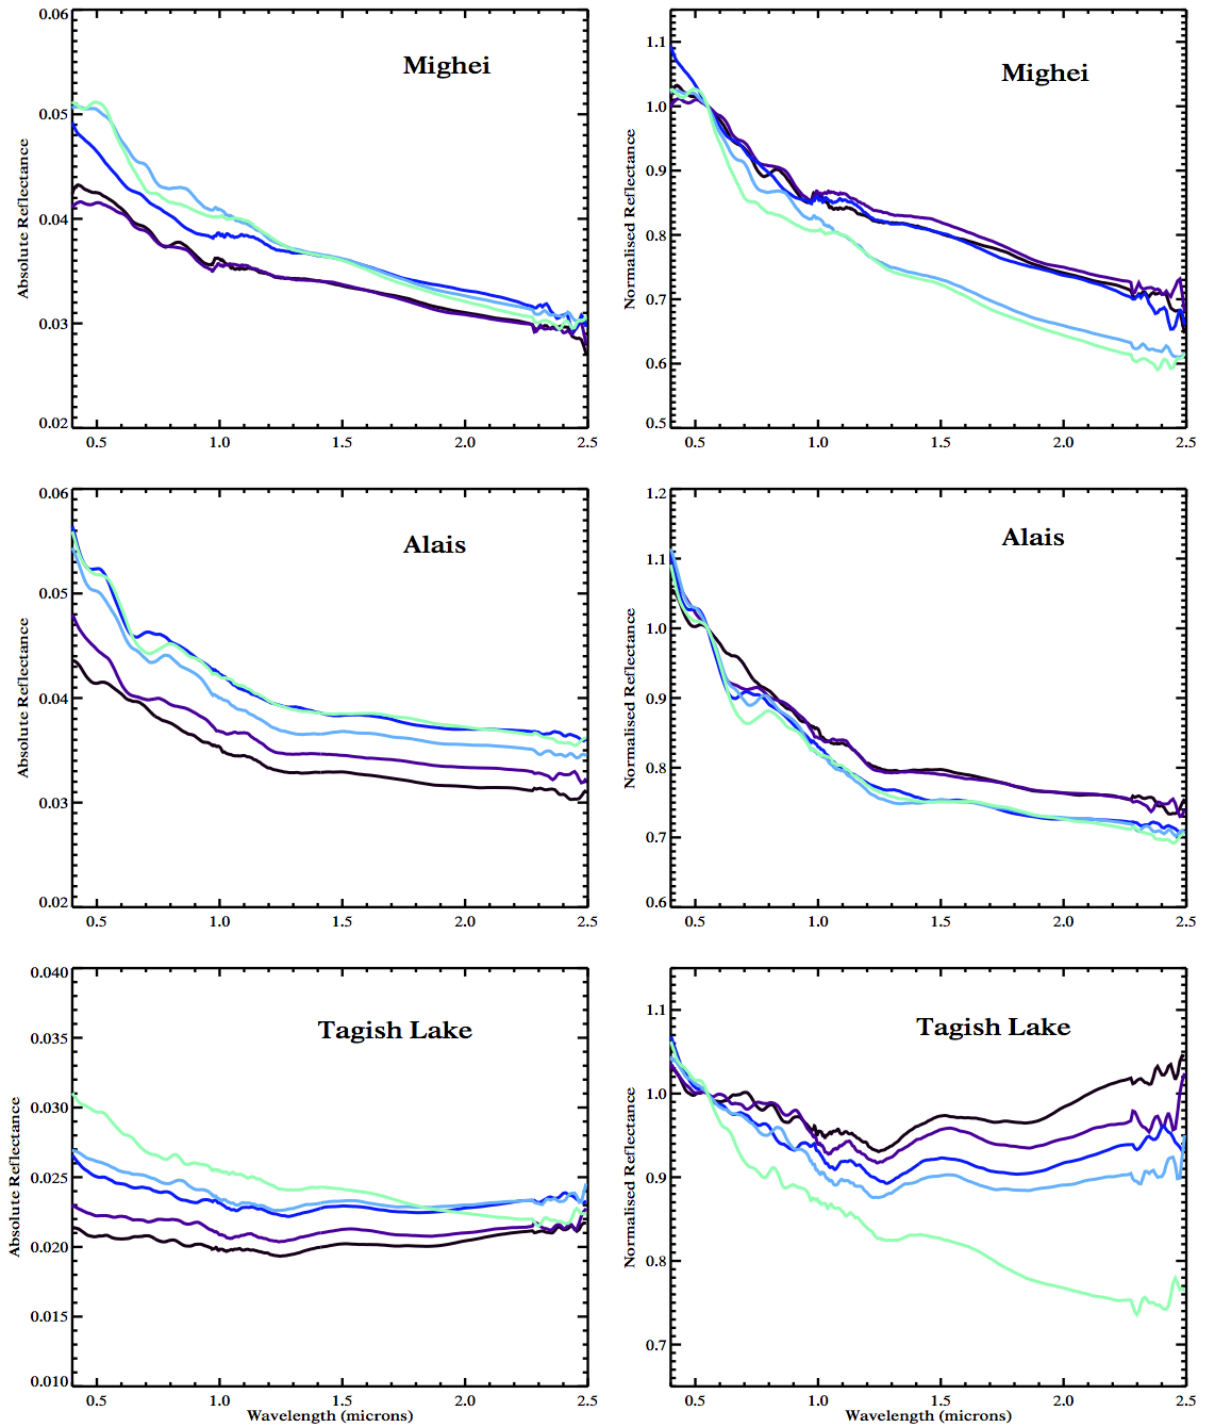 0.06
0.05
0.04
0.03
0.02
Absolute Reflectance
Mighei
0.5 1.0 1.5 2.0 2.5
1.1
1.0
0.9
0.8
0.7
0.6
0.5
Normalised Reflectance
Mighei
0.5 1.0 1.5 2.0 2.5
0.06
0.05
0.04
0.03
0.02
Absolute Reflectance
Alais
0.5 1.0 1.5 2.0 2.5
1.2
1.1
1.0
0.9
0.8
0.7
0.6
Normalised Reflectance
Alais
0.5 1.0 1.5 2.0 2.5
0.040
0.035
0.030
0.025
0.020
0.015
0.010
Absolute Reflectance
Tagish Lake
0.5 1.0 1.5 2.0 2.5
Wavelength (microns)
1.1
1.0
0.9
0.8
0.7
Normalised Reflectance
Tagish Lake
0.5 1.0 1.5 2.0 2.5
Wavelength (microns)